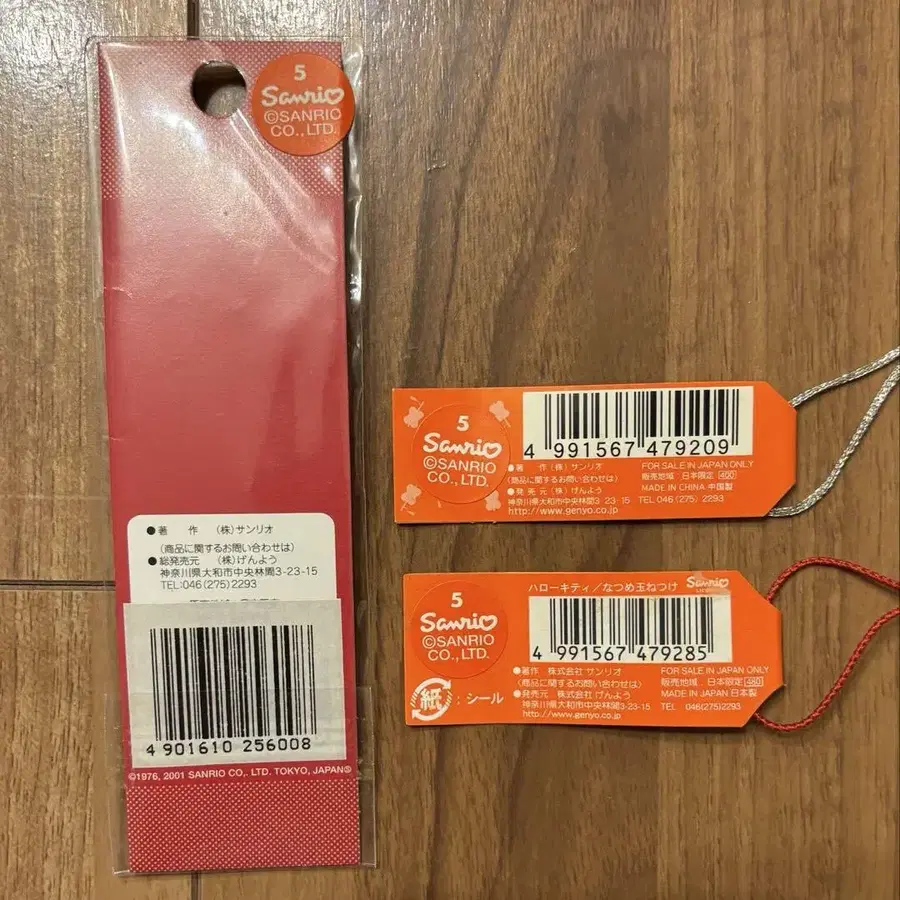 5
Sanrio
©SANRIO
CO.,LTD.
●著 作 (株)サンリオ
(商品に関するお問い合わせは)
●総発売元 (株)げんよう
神奈川県大和市中央林間3-23-15
TEL:046(275)2293
4 901610 256008
©1976, 2001 SANRIO CO,. LTD. TOKYO, JAPANⓈ
5
Sanrio
©SANRIO
CO.,LTD.
4 991567 479209
●著 作 (株)サンリオ
(商品に関するお問い合わせは)
●発 売 元 (株)げんよう
神奈川県大和市中央林間3 23-15
http://www.genyo.co.jp
FOR SALE IN JAPAN ONLY
販売地域 日本限定 400
MADE IN CHINA 中国製
TEL 046(275)2293
ハローキティ/なつめ玉ねつけ
Sanrio
5
Sanrio
©SANRIO
CO.,LTD.
4 991567 479285
紙:シール
●著作 株式会社 サンリオ
(商品に関するお問い合わせは)
●発売元 株式会社 げんよう
神奈川県大和市中央林間3-23-15
http://www.genyo.co.jp
FOR SALE IN JAPAN ONLY
販売地域 日本限定 480
MADE IN JAPAN 日本製
TEL 046(275)2293